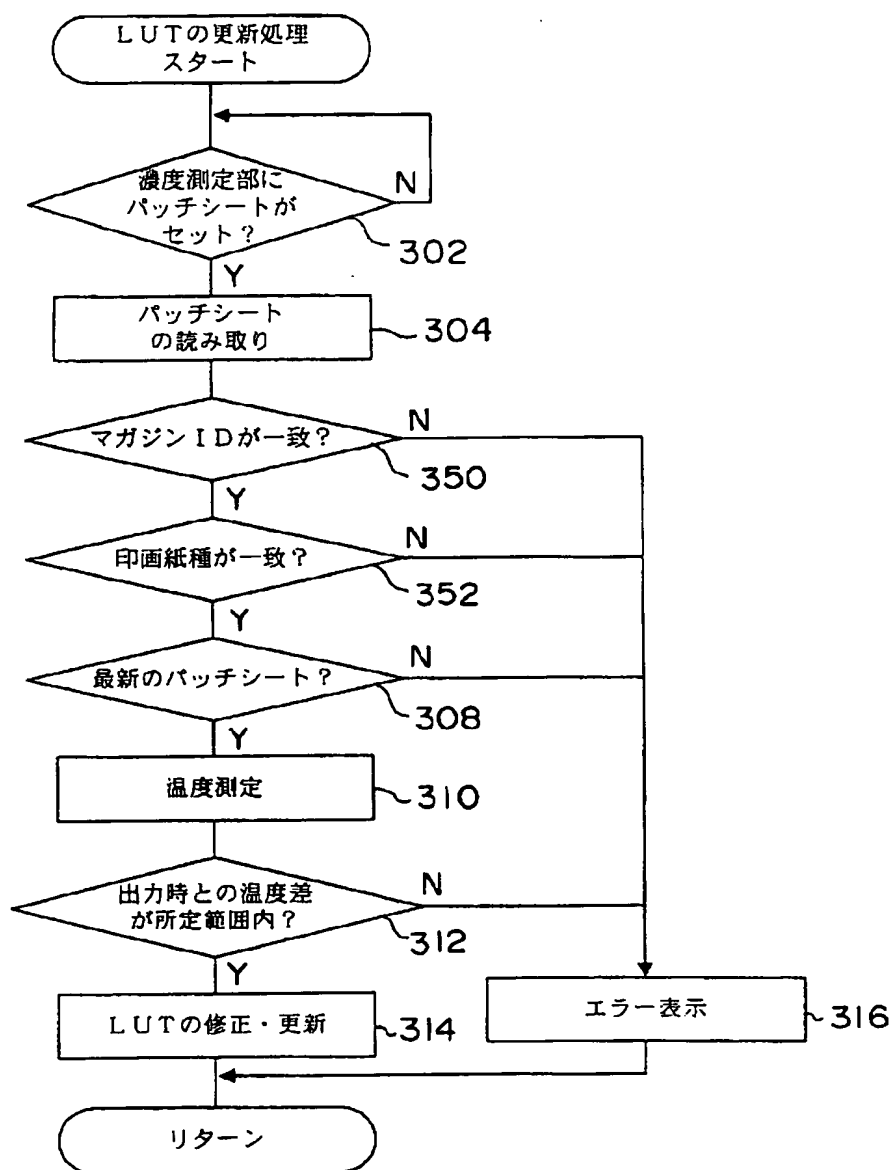 LUTの更新処理
スタート
濃度測定部に
パッチシートが
セット?
N
302
Y
パッチシート
の読み取り
304
マガジンIDが一致?
N
350
Y
印画紙種が一致?
N
352
Y
最新のパッチシート?
N
308
Y
温度測定
310
出力時との温度差
が所定範囲内?
N
312
Y
LUTの修正・更新
314
エラー表示
316
リターン